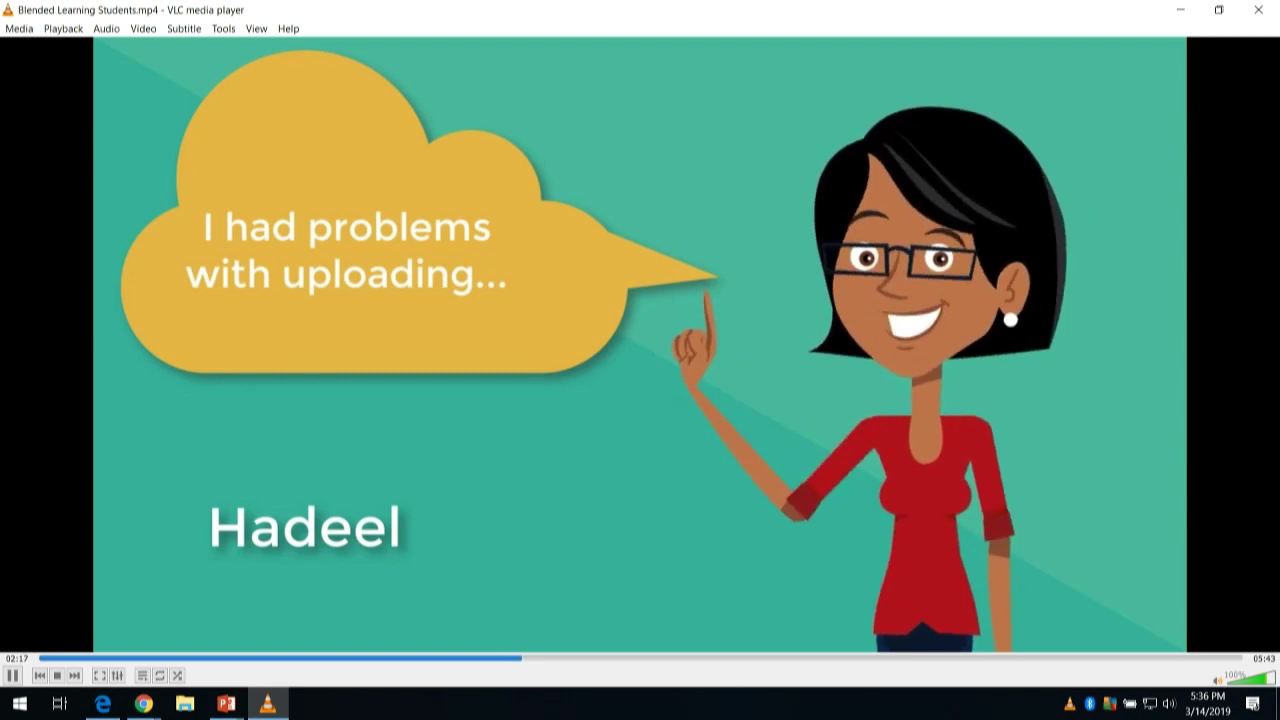 Blended Learning Students.mp4 - VLC media player
Media Playback Audio Video Subtitle Tools View Help
I had problems
with uploading...
Hadeel
02:17
05:43
100%
5:36 PM
3/14/2019